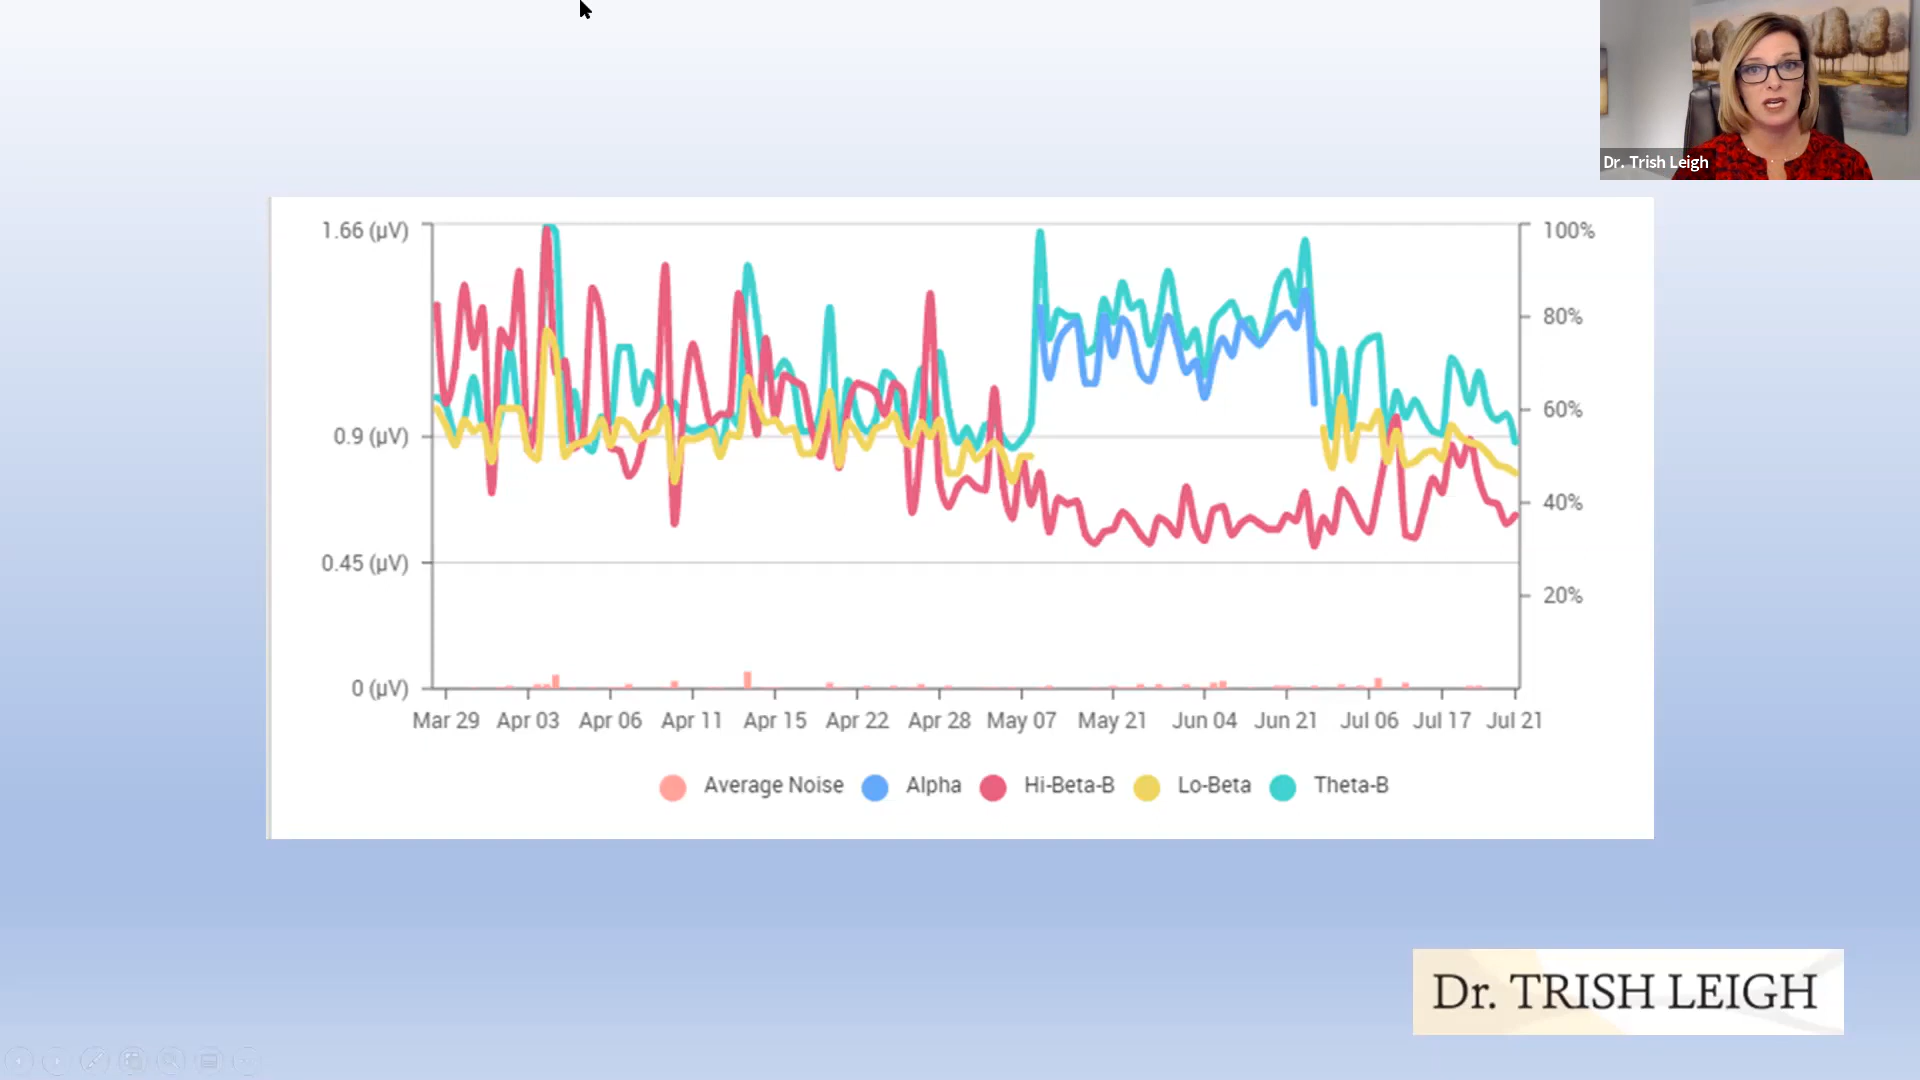 Dr. Trish Leigh
1.66 (µV)
100%
80%
60%
0.9 (µV)
40%
0.45 (µV)
20%
0 (µV)
Mar 29 Apr 03 Apr 06 Apr 11 Apr 15 Apr 22 Apr 28 May 07 May 21 Jun 04 Jun 21 Jul 06 Jul 17 Jul 21
Average Noise Alpha Hi-Beta-B Lo-Beta Theta-B
Dr. TRISH LEIGH